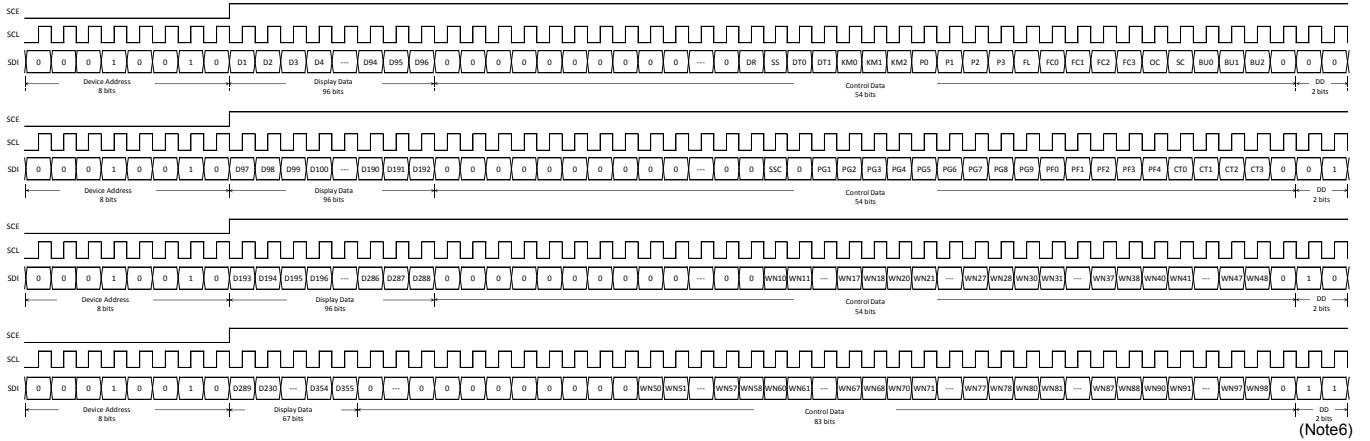 SCE
SCL
SDI 0 0 0 1 0 0 1 0 D1 D2 D3 D4 --- D94 D95 D96 0 0 0 0 0 0 0 0 0 0 --- 0 DR SS DT0 DT1 KM0 KM1 KM2 P0 P1 P2 P3 FL FC0 FC1 FC2 FC3 OC SC BU0 BU1 BU2 0 0 0
Device Address Display Data Control Data DD
8 bits 96 bits 54 bits 2 bits
SCE
SCL
SDI 0 0 0 1 0 0 1 0 D97 D98 D99 D100 --- D190 D191 D192 0 0 0 0 0 0 0 0 0 0 --- 0 0 SSC 0 PG1 PG2 PG3 PG4 PG5 PG6 PG7 PG8 PG9 PF0 PF1 PF2 PF3 PF4 CT0 CT1 CT2 CT3 0 0 1
Device Address Display Data Control Data DD
8 bits 96 bits 54 bits 2 bits
SCE
SCL
SDI 0 0 0 1 0 0 1 0 D193 D194 D195 D196 --- D286 D287 D288 0 0 0 0 0 0 0 0 0 0 --- 0 0 WN10 WN11 --- WN17 WN18 WN20 WN21 --- WN27 WN28 WN30 WN31 --- WN37 WN38 WN40 WN41 --- WN47 WN48 0 1 0
Device Address Display Data Control Data DD
8 bits 96 bits 54 bits 2 bits
SCE
SCL
SDI 0 0 0 1 0 0 1 0 D289 D230 --- D354 D355 0 --- 0 0 0 0 0 0 0 0 0 WN50 WN51 --- WN57 WN58 WN60 WN61 --- WN67 WN68 WN70 WN71 --- WN77 WN78 WN80 WN81 --- WN87 WN88 WN90 WN91 --- WN97 WN98 0 1 1
Device Address Display Data Control Data DD
8 bits 67 bits 83 bits 2 bits
(Note6)